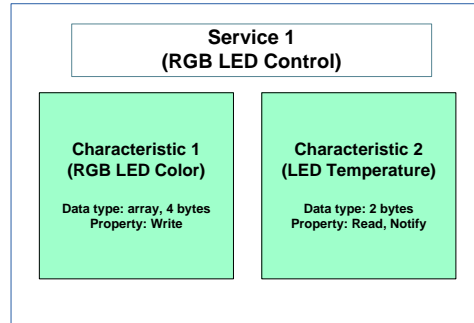 Service 1
(RGB LED Control)
Characteristic 1
(RGB LED Color)
Data type: array, 4 bytes
Property: Write
Characteristic 2
(LED Temperature)
Data type: 2 bytes
Property: Read, Notify